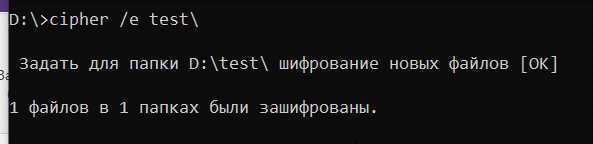 D:\>cipher /e test\
Задать для папки D:\test\ шифрование новых файлов [OK]
1 файлов в 1 папках были зашифрованы.